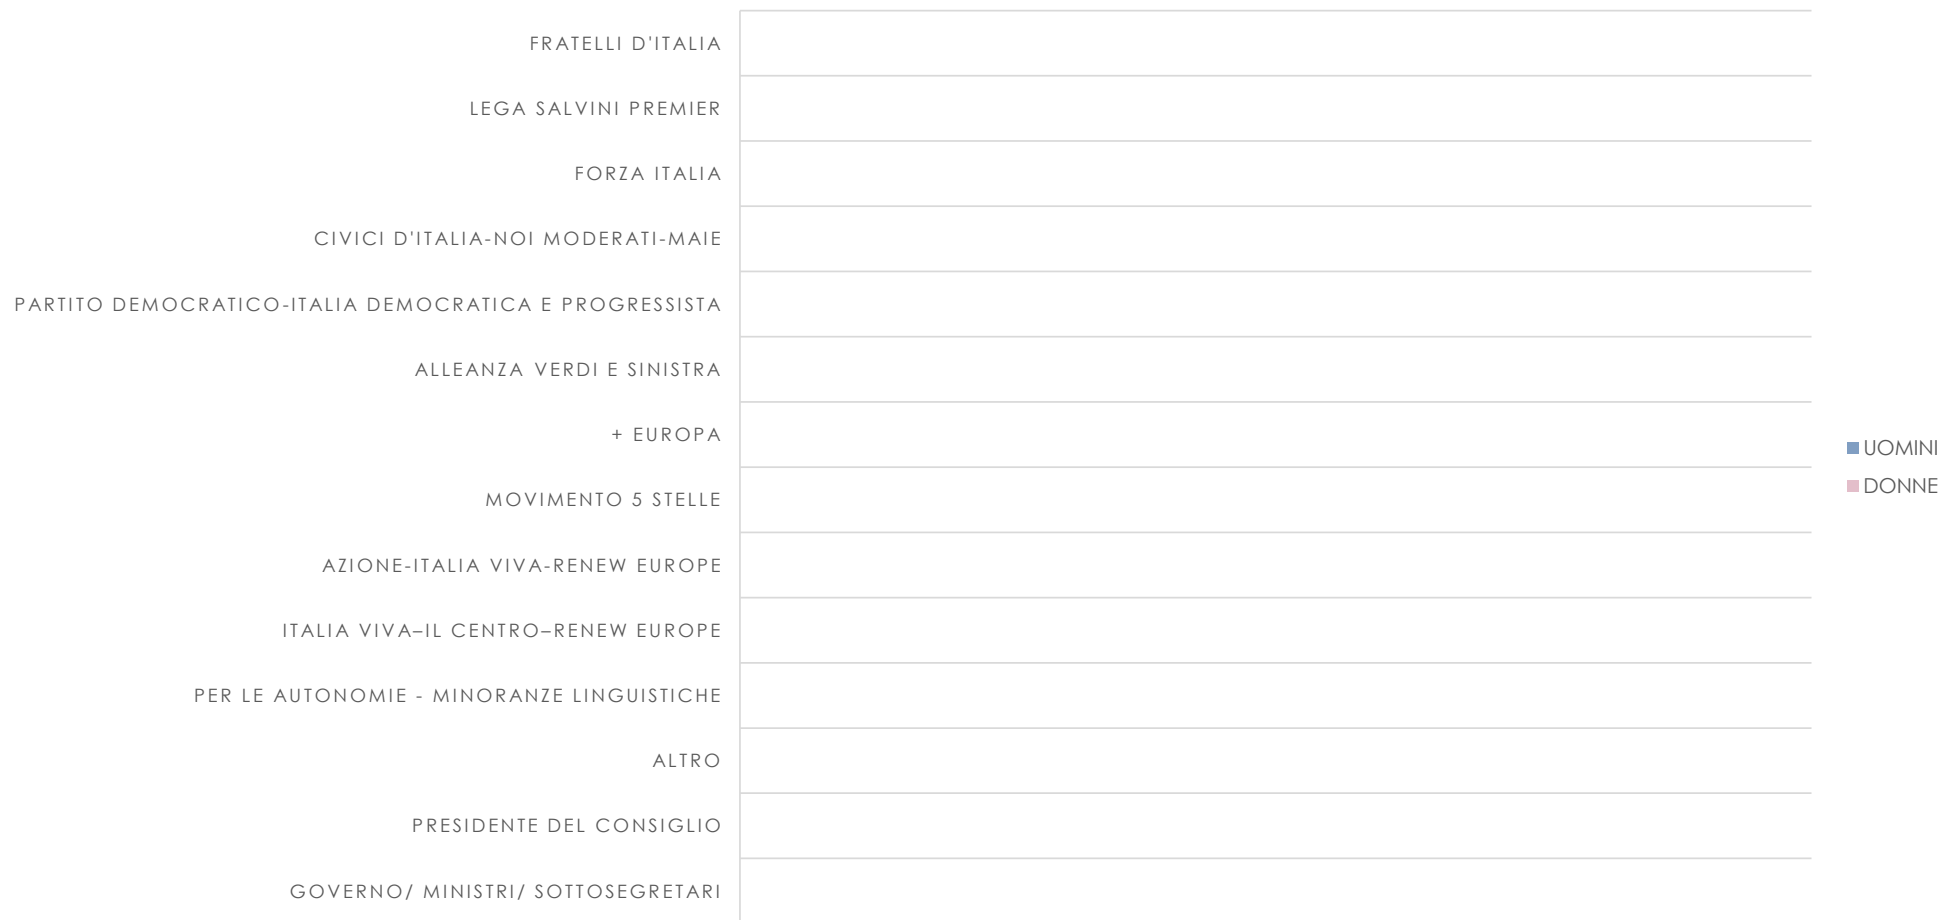 FRATELLI D'ITALIA
LEGA SALVINI PREMIER
FORZA ITALIA
CIVICI D'ITALIA-NOI MODERATI-MAIE
PARTITO DEMOCRATICO-ITALIA DEMOCRATICA E PROGRESSISTA
ALLEANZA VERDI E SINISTRA
+ EUROPA
MOVIMENTO 5 STELLE
AZIONE-ITALIA VIVA-RENEW EUROPE
ITALIA VIVA–IL CENTRO–RENEW EUROPE
PER LE AUTONOMIE - MINORANZE LINGUISTICHE
ALTRO
PRESIDENTE DEL CONSIGLIO
GOVERNO/ MINISTRI/ SOTTOSEGRETARI
UOMINI
DONNE